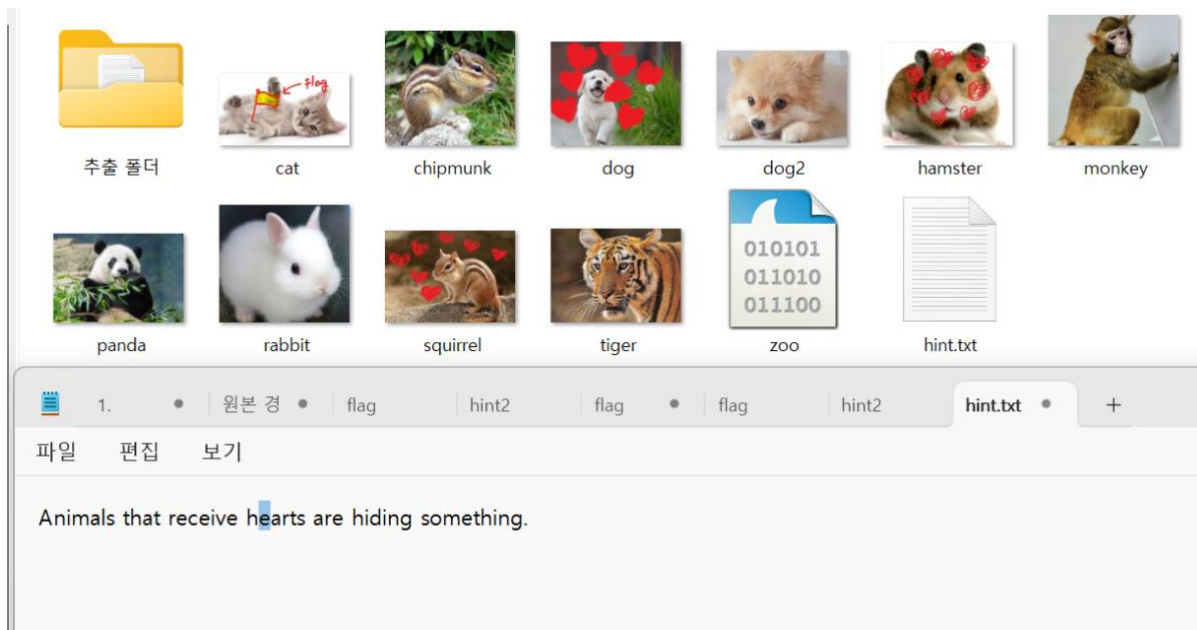 Flag
추출 폴더 cat chipmunk dog dog2 hamster monkey
010101
011010
011100
panda rabbit squirrel tiger zoo hint.txt
1. 원본 경 flag hint2 flag flag hint2 hint.txt
파일 편집 보기
Animals that receive hearts are hiding something.